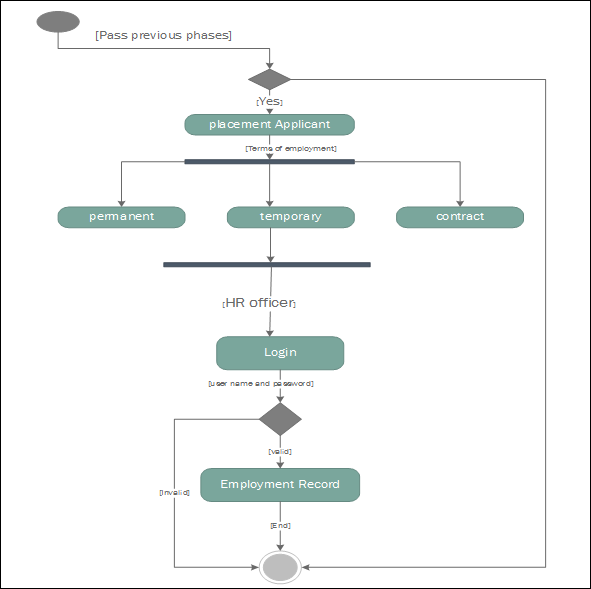 [Pass previous phases]
[Yes]
placement Applicant
[Terms of employment]
permanent
temporary
contract
[HR officer]
Login
[user name and password]
[valid]
[Invalid]
Employment Record
[End]